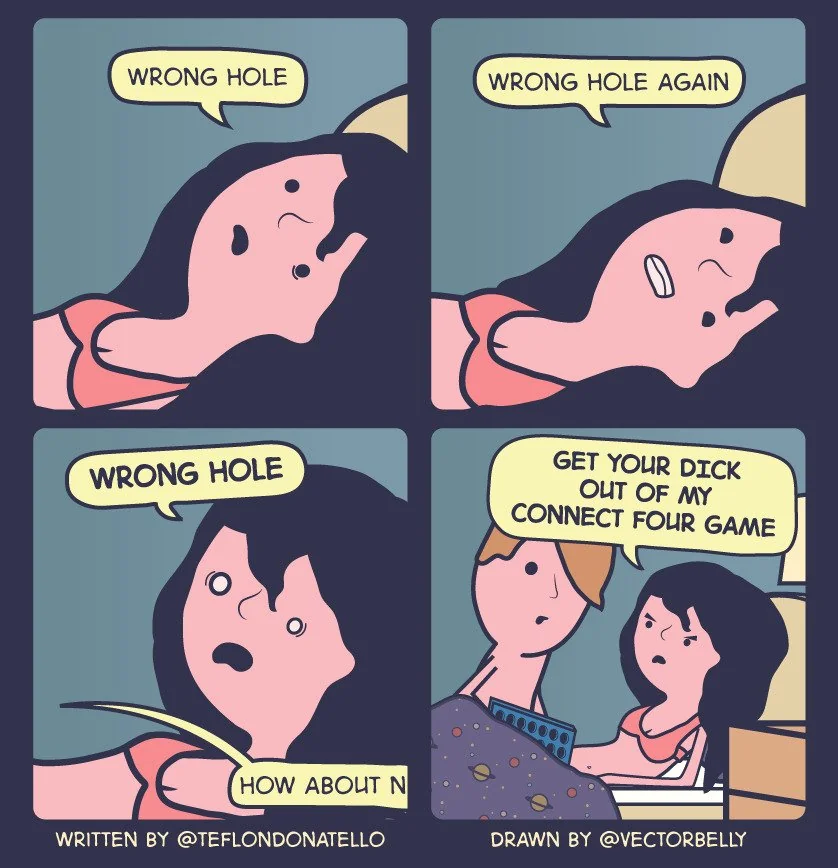 WRONG HOLE
WRONG HOLE AGAIN
WRONG HOLE
HOW ABOUT N
GET YOUR DICK
OUT OF MY
CONNECT FOUR GAME
WRITTEN BY @TEFLONDONATELLO
DRAWN BY @VECTORBELLY